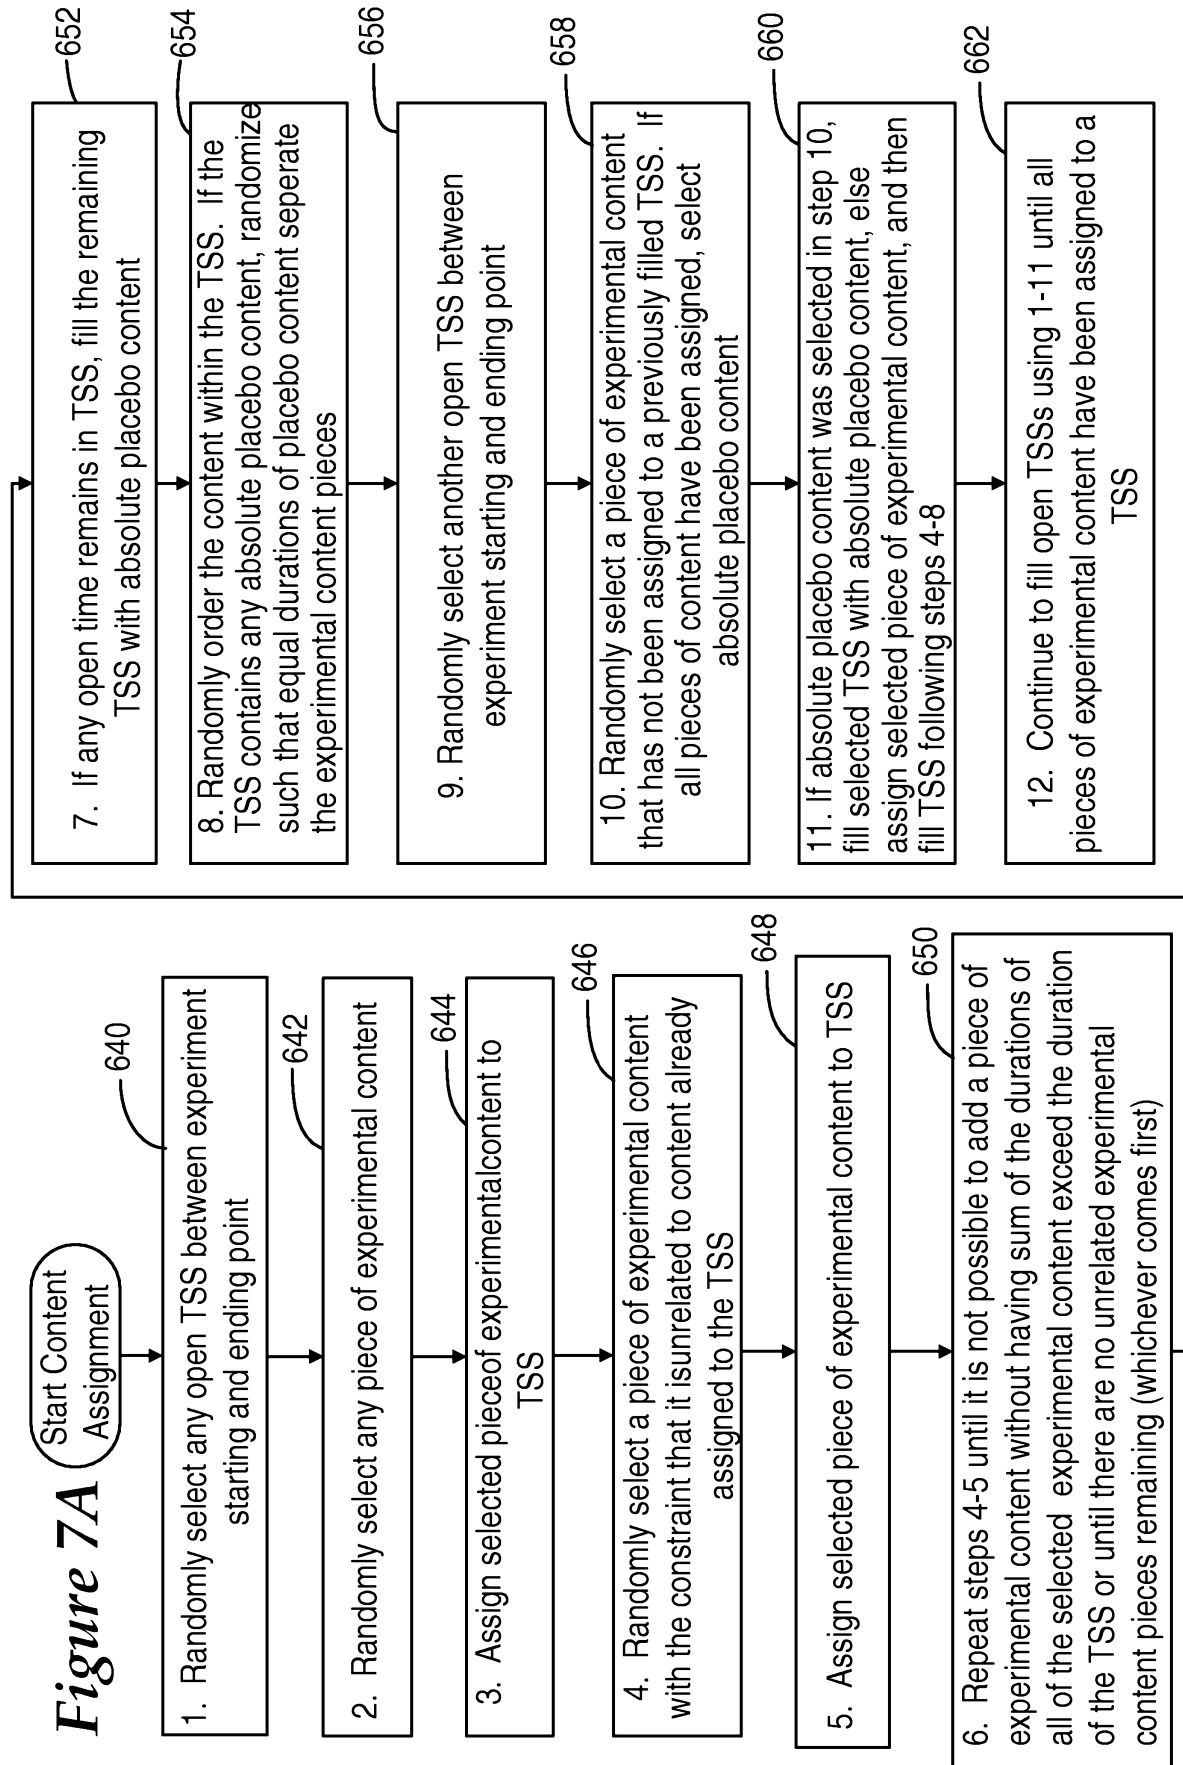 Figure 7A
Start Content
Assignment
640
1. Randomly select any open TSS between experiment
starting and ending point
642
2. Randomly select any piece of experimental content
644
3. Assign selected pieceof experimentalcontent to
TSS
646
4. Randomly select a piece of experimental content
with the constraint that it isunrelated to content already
assigned to the TSS
648
5. Assign selected piece of experimental content to TSS
650
6. Repeat steps 4-5 until it is not possible to add a piece of
experimental content without having sum of the durations of
all of the selected experimental content exceed the duration
of the TSS or until there are no unrelated experimental
content pieces remaining (whichever comes first)
652
7. If any open time remains in TSS, fill the remaining
TSS with absolute placebo content
654
8. Randomly order the content within the TSS. If the
TSS contains any absolute placebo content, randomize
such that equal durations of placebo content seperate
the experimental content pieces
656
9. Randomly select another open TSS between
experiment starting and ending point
658
10. Randomly select a piece of experimental content
that has not been assigned to a previously filled TSS. If
all pieces of content have been assigned, select
absolute placebo content
660
11. If absolute placebo content was selected in step 10,
fill selected TSS with absolute placebo content, else
assign selected piece of experimental content, and then
fill TSS following steps 4-8
662
12. Continue to fill open TSSs using 1-11 until all
pieces of experimental content have been assigned to a
TSS